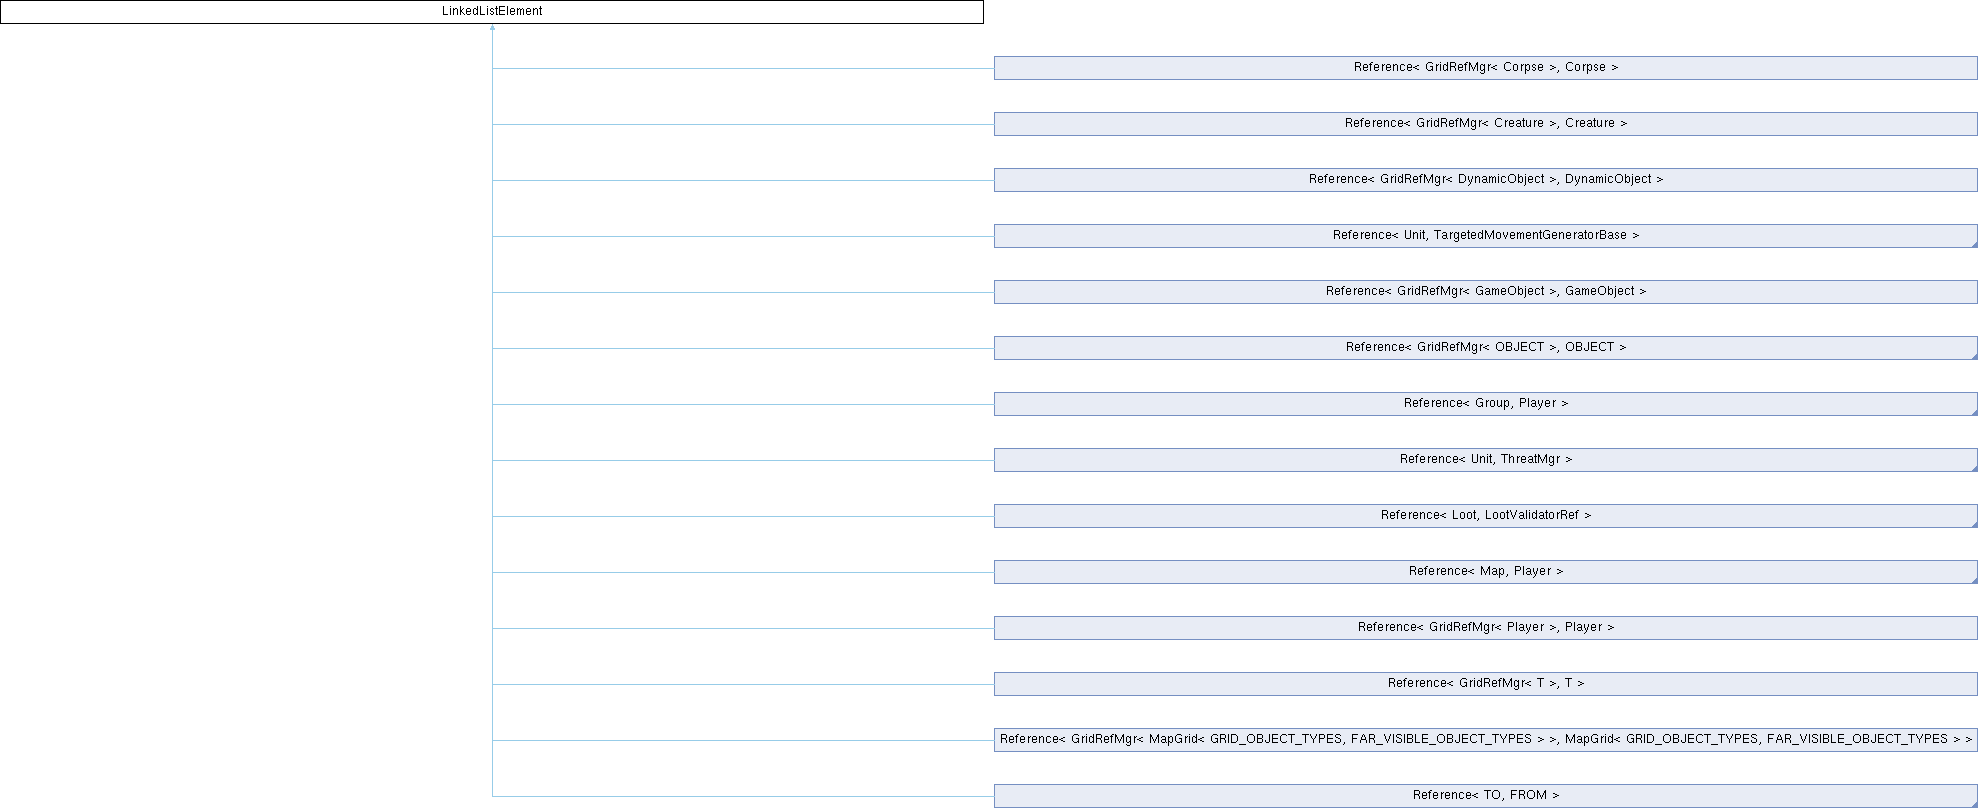 LinkedListElement
Reference< GridRefMgr< Corpse >, Corpse >
Reference< GridRefMgr< Creature >, Creature >
Reference< GridRefMgr< DynamicObject >, DynamicObject >
Reference< Unit, TargetedMovementGeneratorBase >
Reference< GridRefMgr< GameObject >, GameObject >
Reference< GridRefMgr< OBJECT >, OBJECT >
Reference< Group, Player >
Reference< Unit, ThreatMgr >
Reference< Loot, LootValidatorRef >
Reference< Map, Player >
Reference< GridRefMgr< Player >, Player >
Reference< GridRefMgr< T >, T >
Reference< GridRefMgr< MapGrid< GRID_OBJECT_TYPES, FAR_VISIBLE_OBJECT_TYPES > >, MapGrid< GRID_OBJECT_TYPES, FAR_VISIBLE_OBJECT_TYPES > >
Reference< TO, FROM >